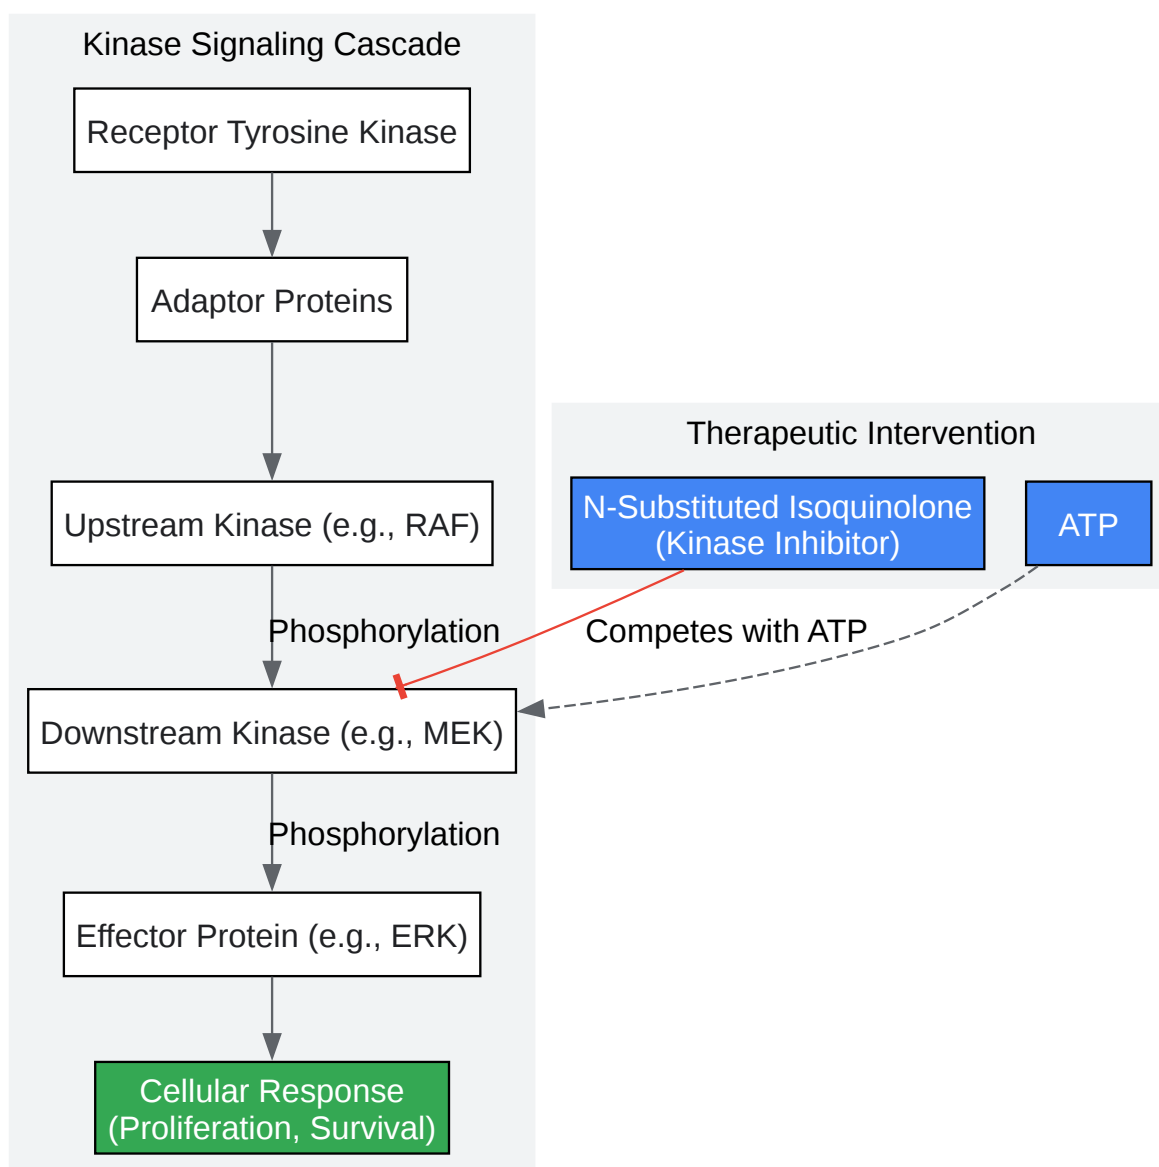 Kinase Signaling Cascade
Receptor Tyrosine Kinase
Adaptor Proteins
Upstream Kinase (e.g., RAF)
Phosphorylation
Downstream Kinase (e.g., MEK)
Phosphorylation
Effector Protein (e.g., ERK)
Cellular Response
(Proliferation, Survival)
Therapeutic Intervention
N-Substituted Isoquinolone
(Kinase Inhibitor)
ATP
Competes with ATP